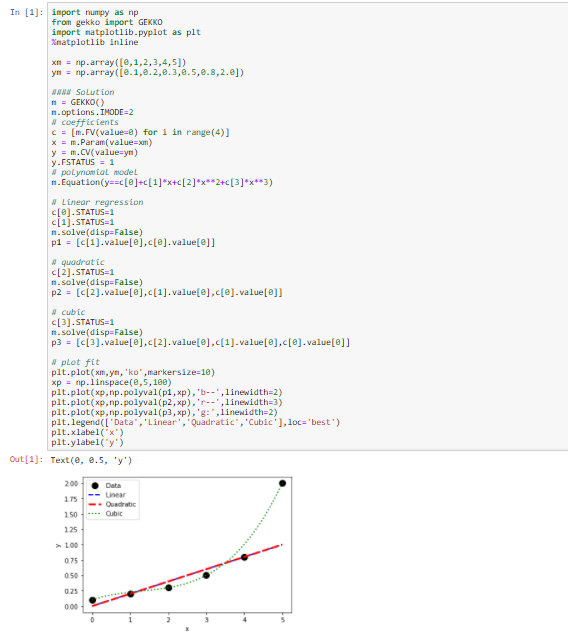 In [1]: import numpy as np
from gekko import GEKKO
import matplotlib.pyplot as plt
%matplotlib inline
xm = np.array([0,1,2,3,4,5])
ym = np.array([0.1,0.2,0.3,0.5,0.8,2.0])
#### Solution
m = GEKKO()
m.options.IMODE=2
# coefficients
c = [m.FV(value=0) for i in range(4)]
x = m.Param(value=xm)
y = m.CV(value=ym)
y.FSTATUS = 1
# polynomial model
m.Equation(y==c[0]+c[1]*x+c[2]*x**2+c[3]*x**3)
# linear regression
c[0].STATUS=1
c[1].STATUS=1
m.solve(disp=False)
p1 = [c[1].value[0],c[0].value[0]]
# quadratic
c[2].STATUS=1
m.solve(disp=False)
p2 = [c[2].value[0],c[1].value[0],c[0].value[0]]
# cubic
c[3].STATUS=1
m.solve(disp=False)
p3 = [c[3].value[0],c[2].value[0],c[1].value[0],c[0].value[0]]
# plot fit
plt.plot(xm,ym,'ko',markersize=10)
xp = np.linspace(0,5,100)
plt.plot(xp,np.polyval(p1,xp),'b--',linewidth=2)
plt.plot(xp,np.polyval(p2,xp),'r--',linewidth=3)
plt.plot(xp,np.polyval(p3,xp),'g:',linewidth=2)
plt.legend(['Data','Linear','Quadratic','Cubic'],loc='best')
plt.xlabel('x')
plt.ylabel('y')
Out[1]: Text(0, 0.5, 'y')
2.00
1.75
1.50
1.25
1.00
0.75
0.50
0.25
0.00
y
Data
Linear
Quadratic
Cubic
0 1 2 3 4 5
x